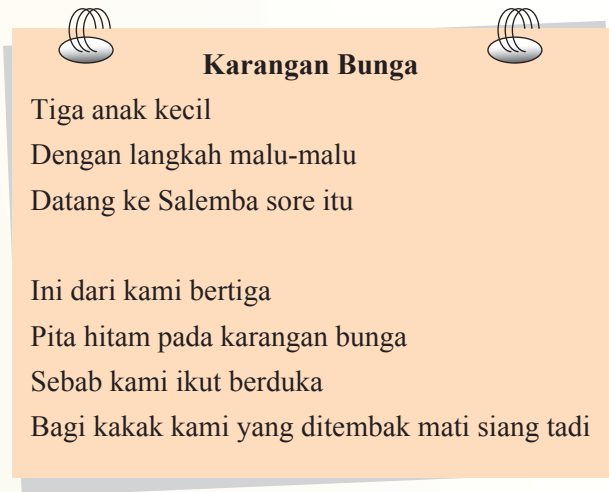 Karangan Bunga
Tiga anak kecil
Dengan langkah malu-malu
Datang ke Salemba sore itu
Ini dari kami bertiga
Pita hitam pada karangan bunga
Sebab kami ikut berduka
Bagi kakak kami yang ditembak mati siang tadi